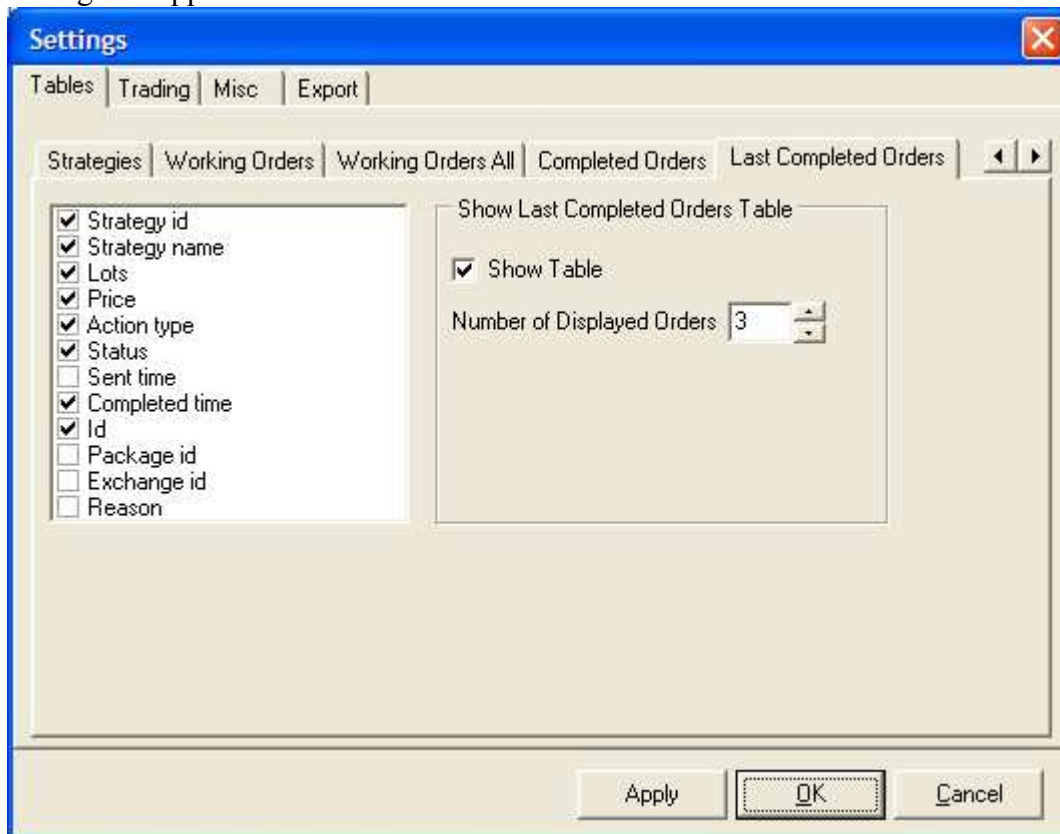 Settings
Tables Trading Misc Export
Strategies Working Orders Working Orders All Completed Orders Last Completed Orders
Strategy id
Strategy name
Lots
Price
Action type
Status
Sent time
Completed time
Id
Package id
Exchange id
Reason
Show Last Completed Orders Table
Show Table
Number of Displayed Orders 3
Apply OK Cancel